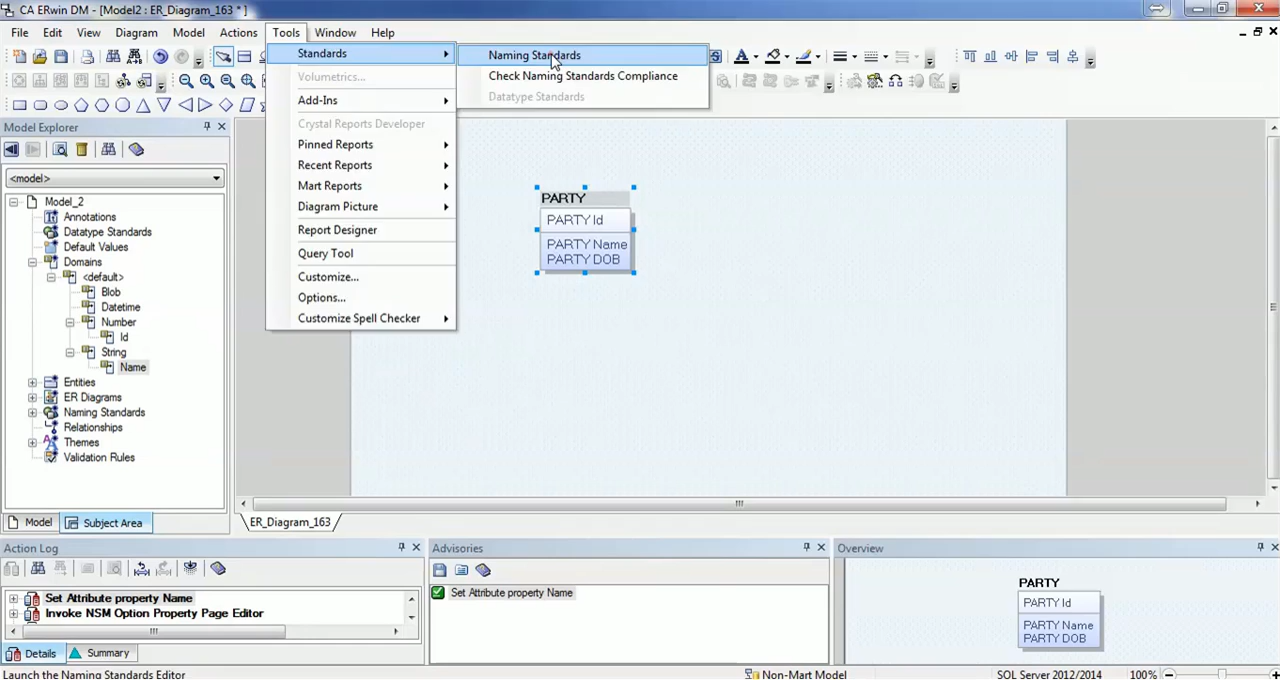 CA ERwin DM - [Model2 : ER_Diagram_163 * ]
File Edit View Diagram Model Actions Tools Window Help
Standards
Volumetrics...
Add-Ins
Crystal Reports Developer
Pinned Reports
Recent Reports
Mart Reports
Diagram Picture
Report Designer
Query Tool
Customize...
Options...
Customize Spell Checker
Naming Standards
Check Naming Standards Compliance
Datatype Standards
Model Explorer
<model>
Model_2
Annotations
Datatype Standards
Default Values
Domains
<default>
Blob
Datetime
Number
Id
String
Name
Entities
ER Diagrams
Naming Standards
Relationships
Themes
Validation Rules
Model Subject Area
PARTY
PARTY Id
PARTY Name
PARTY DOB
ER_Diagram_163
Action Log
Set Attribute property Name
Invoke NSM Option Property Page Editor
Details Summary
Advisories
Set Attribute property Name
Overview
PARTY
PARTY Id
PARTY Name
PARTY DOB
Launch the Naming Standards Editor
Non-Mart Model
SQL Server 2012/2014
100%